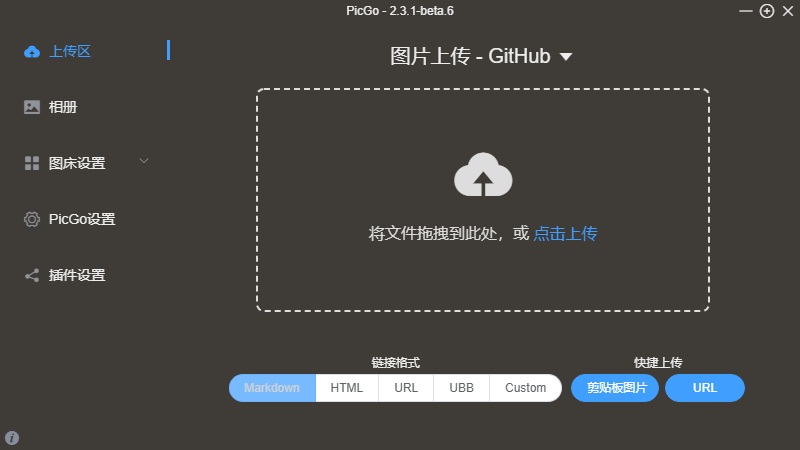 PicGo - 2.3.1-beta.6
上传区
相册
图床设置
PicGo设置
插件设置
图片上传 - GitHub
将文件拖拽到此处，或 点击上传
链接格式
Markdown HTML URL UBB Custom
快捷上传
剪贴板图片 URL